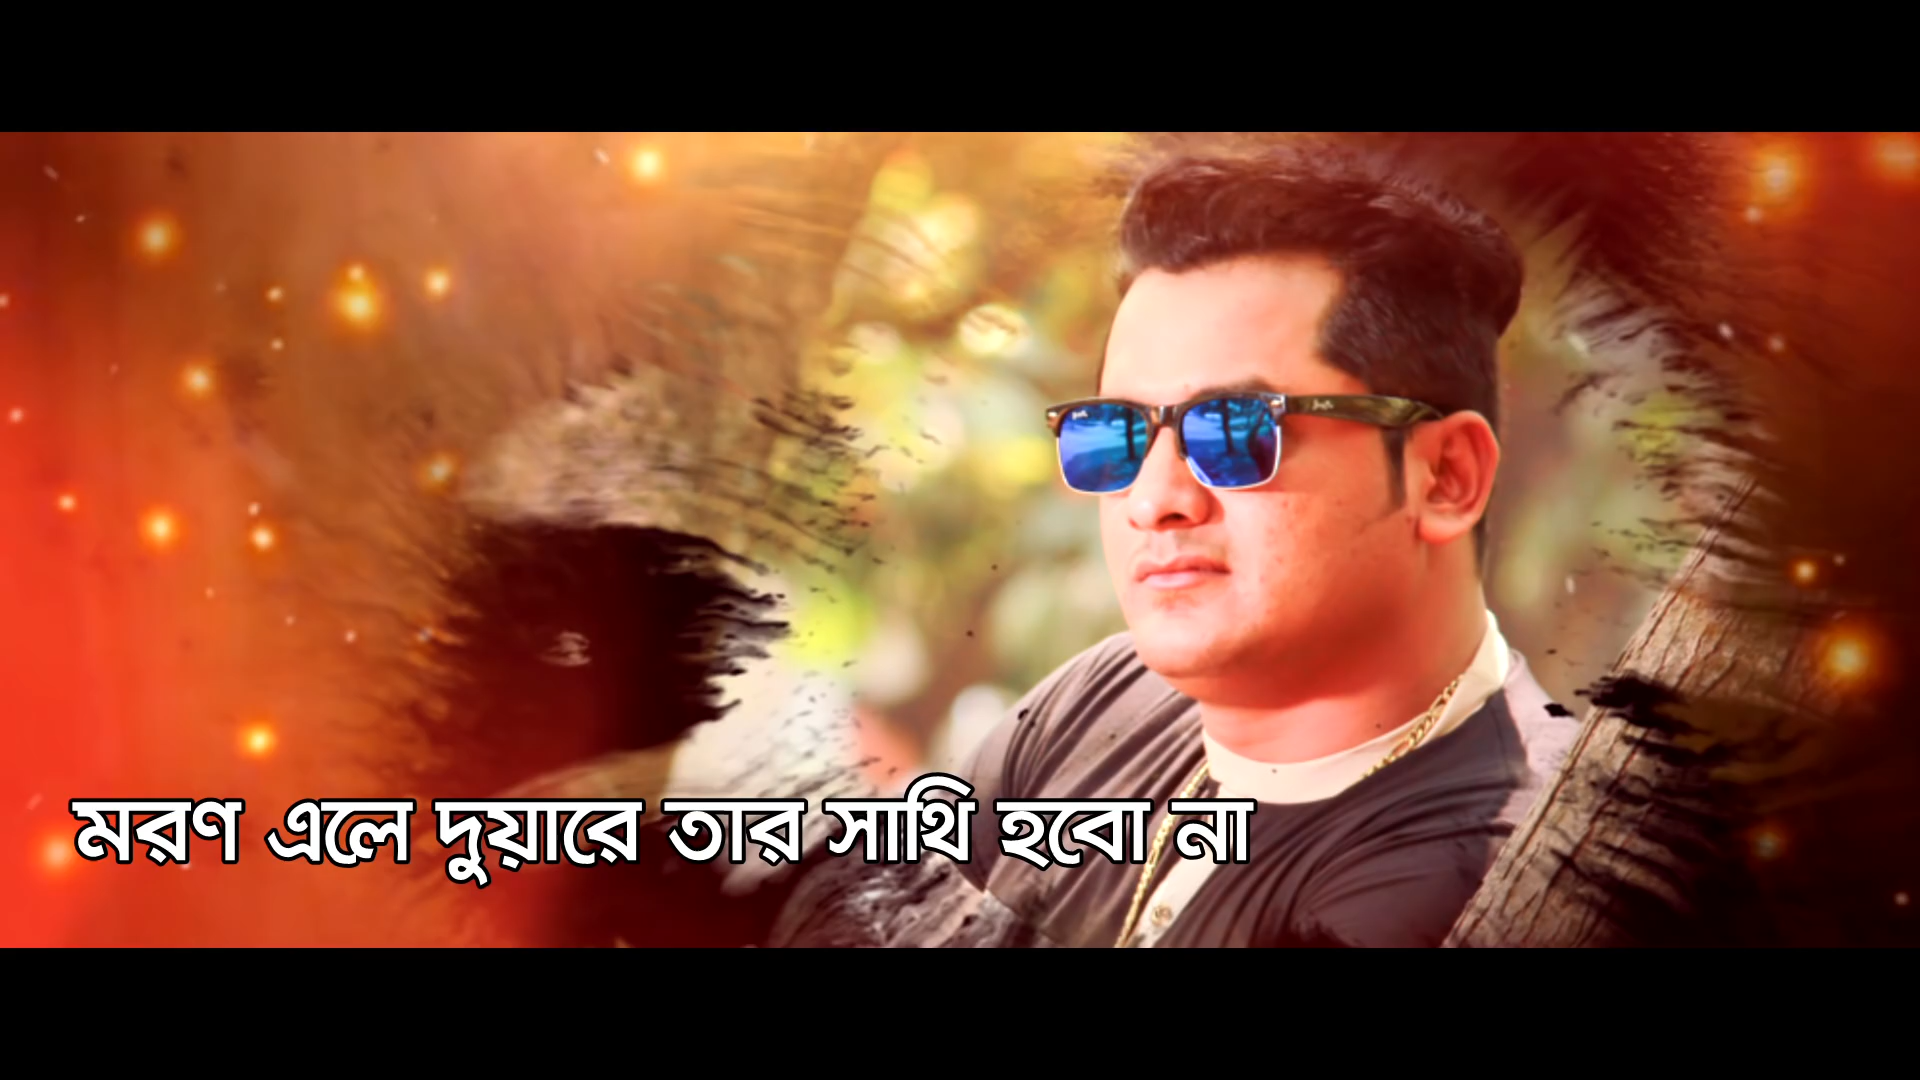 মরণ এলে দুয়ারে তার সাথি হবো না